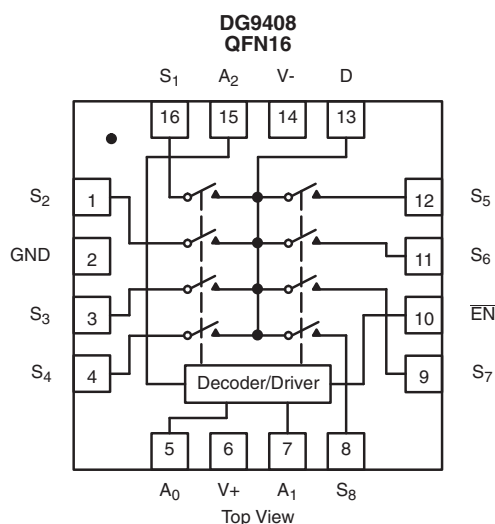 DG9408
QFN16
S1 A2 V- D
16 15 14 13
S2 1 12 S5
GND 2 11 S6
S3 3 10 EN
S4 4 9 S7
Decoder/Driver
5 6 7 8
A0 V+ A1 S8
Top View